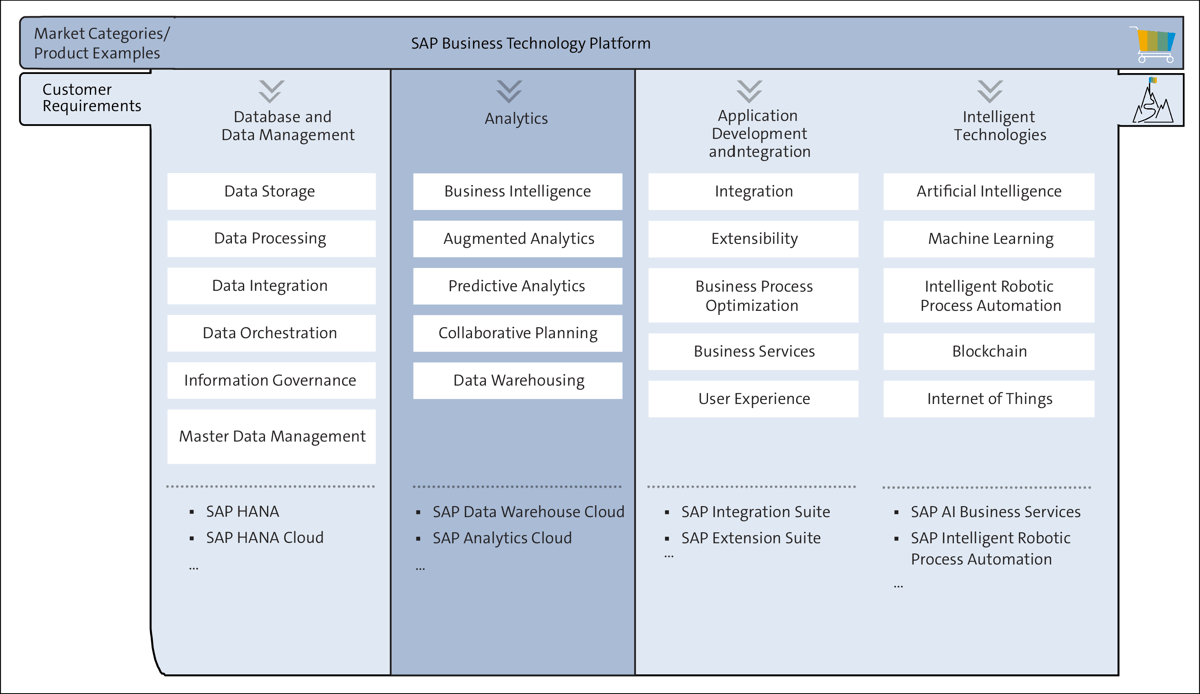 Market Categories/
Product Examples
SAP Business Technology Platform
Customer
Requirements
Database and
Data Management
Data Storage
Data Processing
Data Integration
Data Orchestration
Information Governance
Master Data Management
▪ SAP HANA
▪ SAP HANA Cloud
...
Analytics
Business Intelligence
Augmented Analytics
Predictive Analytics
Collaborative Planning
Data Warehousing
▪ SAP Data Warehouse Cloud
▪ SAP Analytics Cloud
...
Application
Development
andIntegration
Integration
Extensibility
Business Process
Optimization
Business Services
User Experience
▪ SAP Integration Suite
▪ SAP Extension Suite
...
Intelligent
Technologies
Artificial Intelligence
Machine Learning
Intelligent Robotic
Process Automation
Blockchain
Internet of Things
▪ SAP AI Business Services
▪ SAP Intelligent Robotic
Process Automation
...